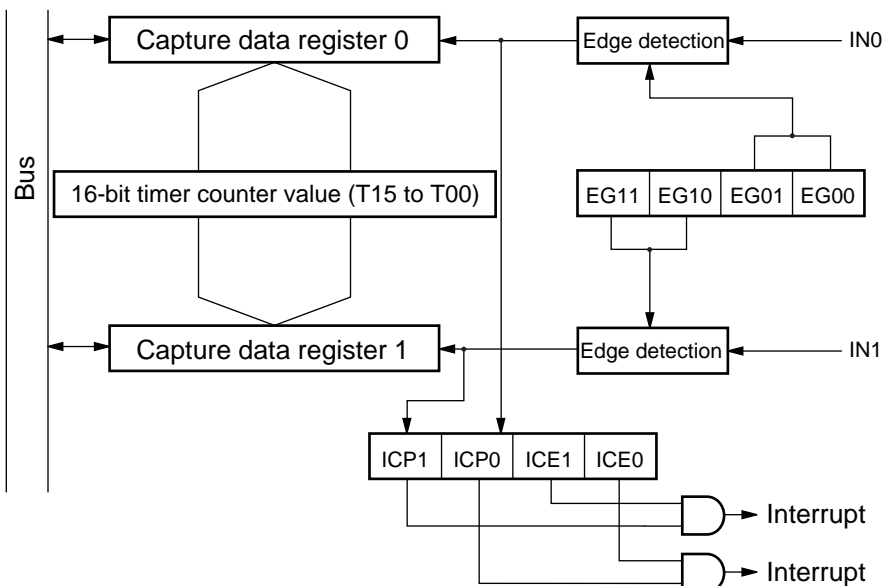 Bus
Capture data register 0
Edge detection
IN0
16-bit timer counter value (T15 to T00)
EG11 EG10 EG01 EG00
Capture data register 1
Edge detection
IN1
ICP1 ICP0 ICE1 ICE0
Interrupt
Interrupt